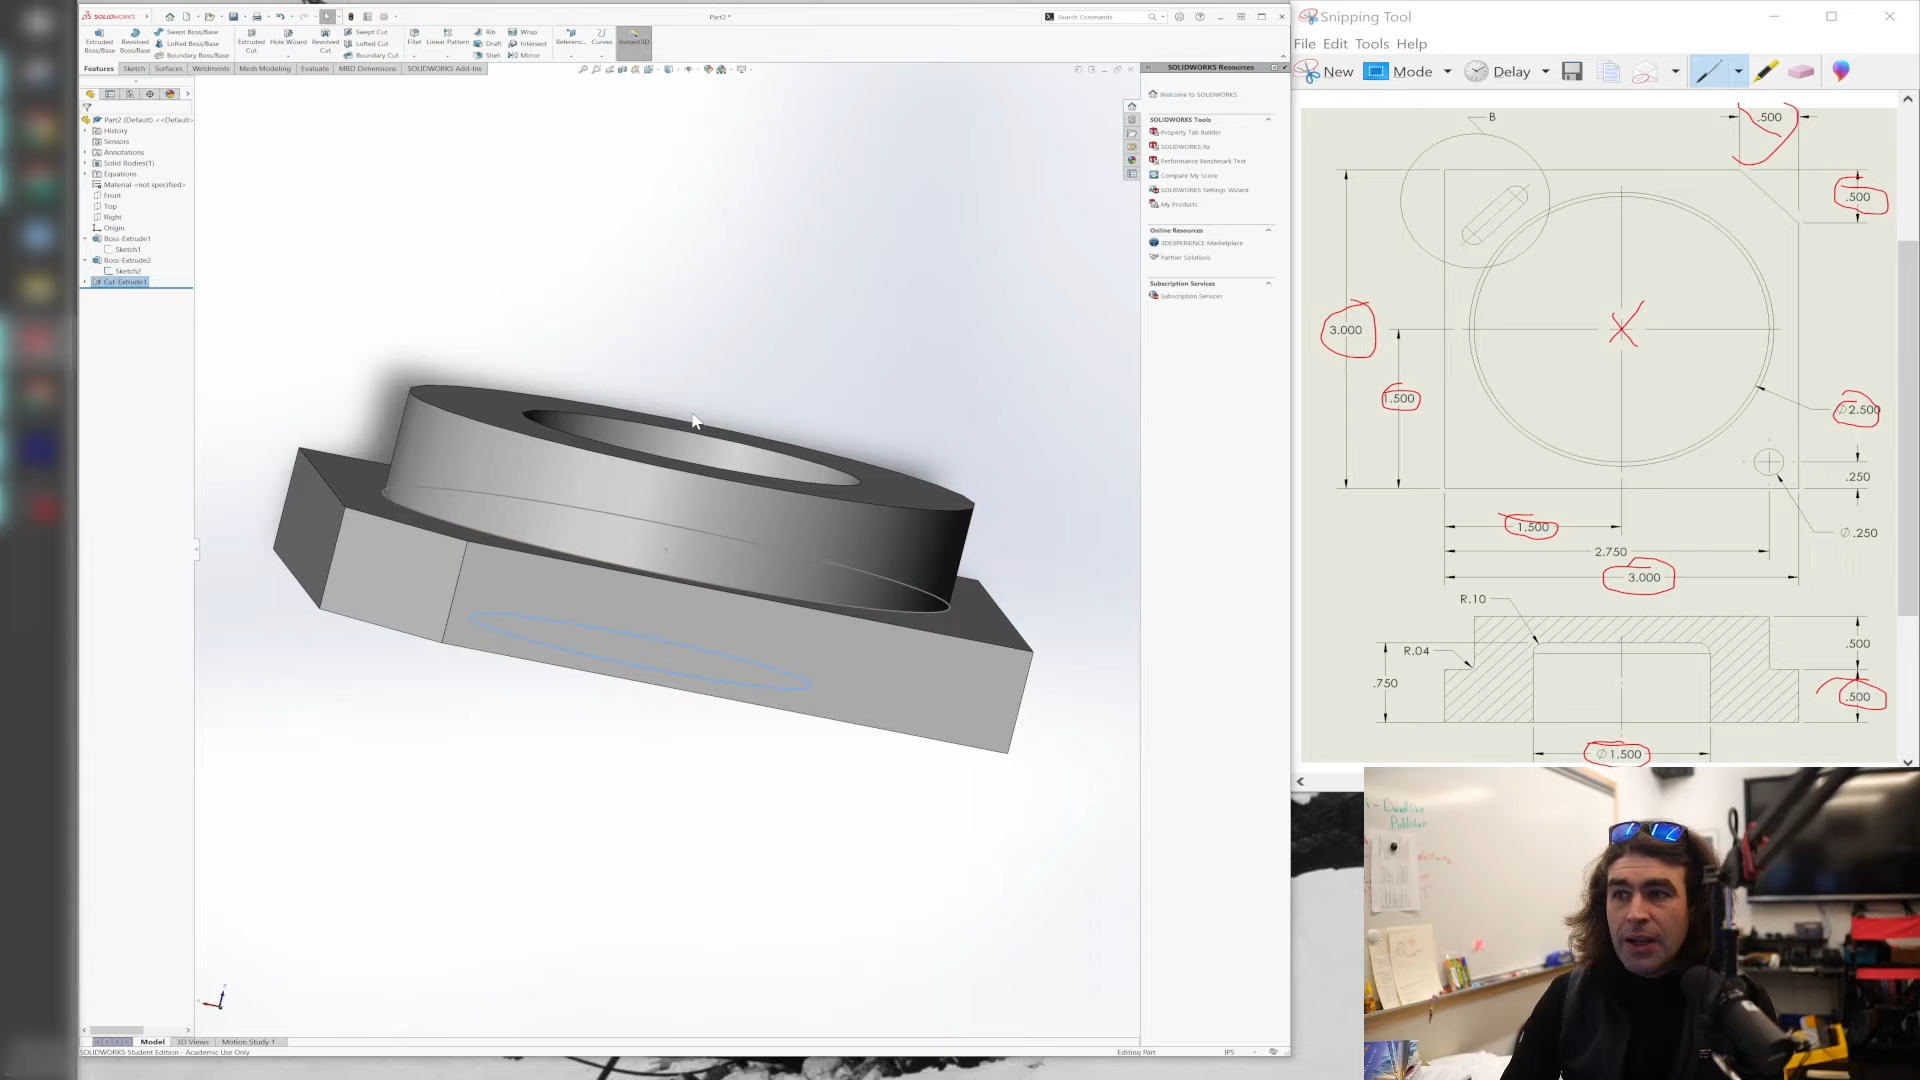 SOLIDWORKS
Part2 *
Search Commands
Extruded Boss/Base
Revolved Boss/Base
Swept Boss/Base
Lofted Boss/Base
Boundary Boss/Base
Extruded Cut
Hole Wizard
Revolved Cut
Swept Cut
Lofted Cut
Boundary Cut
Fillet
Linear Pattern
Rib
Draft
Shell
Wrap
Intersect
Mirror
Referenc...
Curves
Instant3D
Features
Sketch
Surfaces
Weldments
Mesh Modeling
Evaluate
MBD Dimensions
SOLIDWORKS Add-Ins
Part2 (Default) <<Default>
History
Sensors
Annotations
Solid Bodies(1)
Equations
Material <not specified>
Front
Top
Right
Origin
Boss-Extrude1
Sketch1
Boss-Extrude2
Sketch2
Cut-Extrude1
SOLIDWORKS Resources
Welcome to SOLIDWORKS
SOLIDWORKS Tools
Property Tab Builder
SOLIDWORKS Rx
Performance Benchmark Test
Compare My Score
SOLIDWORKS Settings Wizard
My Products
Online Resources
3DEXPERIENCE Marketplace
Partner Solutions
Subscription Services
Subscription Services
Model
3D Views
Motion Study 1
SOLIDWORKS Student Edition - Academic Use Only
Editing Part
IPS
Snipping Tool
File Edit Tools Help
New Mode Delay
B
.500
.500
3.000
1.500
Ø2.500
.250
1.500
Ø.250
2.750
3.000
R.10
R.04
.500
.750
.500
Ø1.500
- Dandelion
Publisher